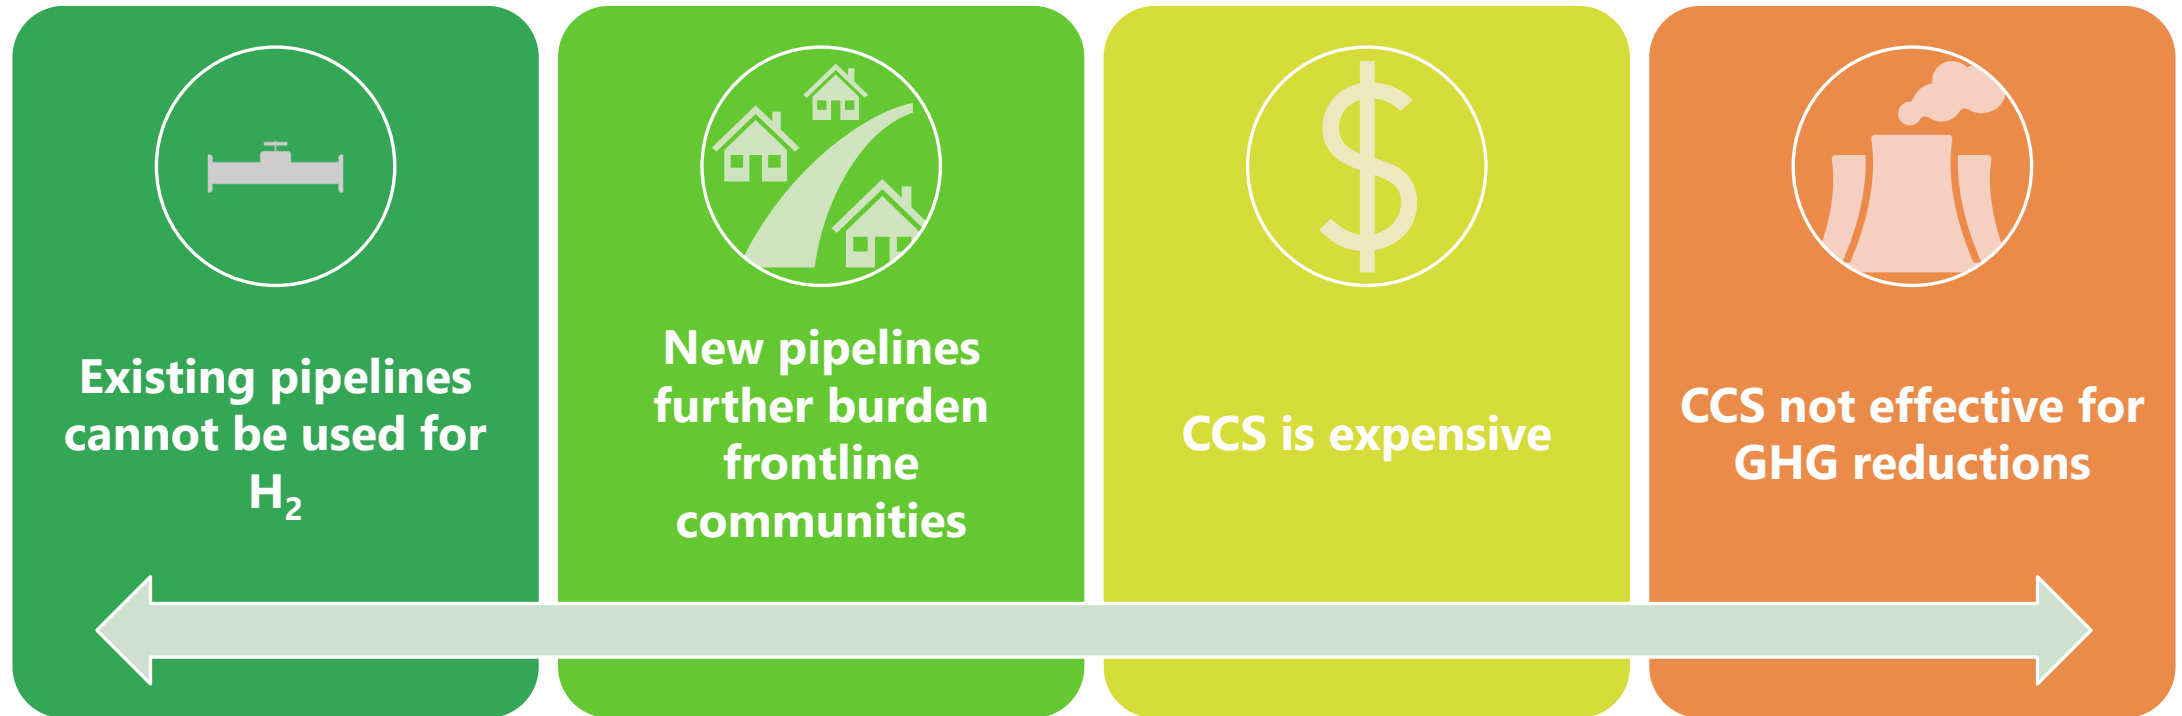 Existing pipelines
cannot be used for
H₂
New pipelines
further burden
frontline
communities
CCS is expensive
CCS not effective for
GHG reductions